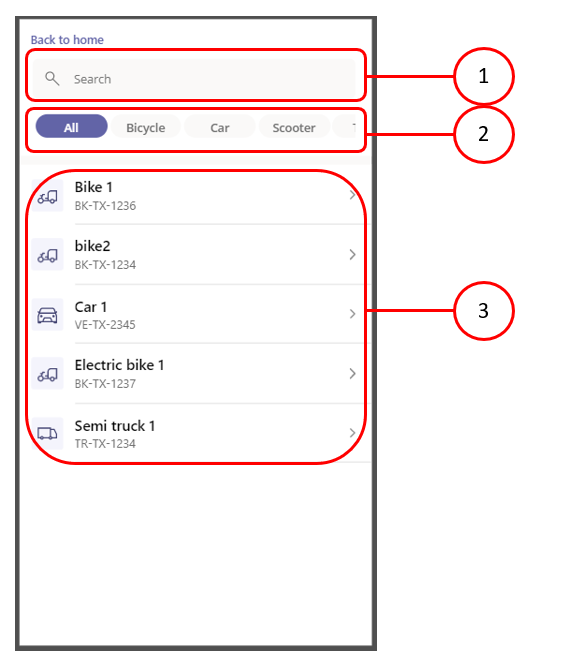 Back to home
Search
1
All Bicycle Car Scooter
2
Bike 1
BK-TX-1236
bike2
BK-TX-1234
Car 1
VE-TX-2345
3
Electric bike 1
BK-TX-1237
Semi truck 1
TR-TX-1234